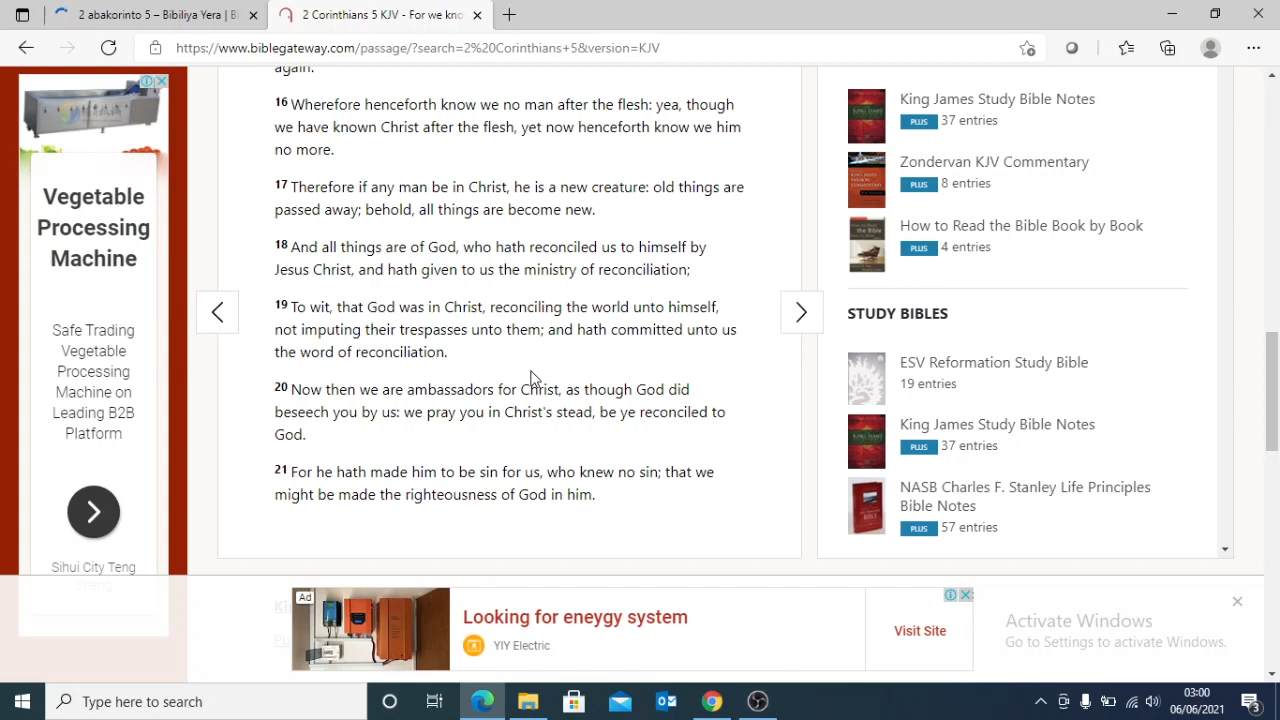 2 5 KJV
https://www.biblegateway.com/passage/?search=2%20Corinthians+5&version=KJV
again.
16 Wherefore henceforth know we no man after the flesh: yea, though
we have known Christ after the flesh, yet now henceforth know we him
no more.
17 Therefore if any man be in Christ, he is a new creature: old things are
passed away; behold, all things are become new.
18 And all things are of God, who hath reconciled us to himself by
Jesus Christ, and hath given to us the ministry of reconciliation;
19 To wit, that God was in Christ, reconciling the world unto himself,
not imputing their trespasses unto them; and hath committed unto us
the word of reconciliation.
20 Now then we are ambassadors for Christ, as though God did
beseech you by us: we pray you in Christ's stead, be ye reconciled to
God.
21 For he hath made him to be sin for us, who knew no sin; that we
might be made the righteousness of God in him.
Vegetable
Processing
Machine
Safe Trading
Vegetable
Processing
Machine on
Leading B2B
Platform
Sihui City Teng
Sheng
King James Study Bible Notes
PLUS 37 entries
Zondervan KJV Commentary
PLUS 8 entries
How to Read the Bible Book by Book
PLUS 4 entries
STUDY BIBLES
ESV Reformation Study Bible
19 entries
King James Study Bible Notes
PLUS 37 entries
NASB Charles F. Stanley Life Principles
Bible Notes
PLUS 57 entries
Ad
Looking for eneygy system
YIY Electric
Visit Site
Activate Windows
Go to Settings to activate Windows.
Type here to search
03:00
06/06/2021
3